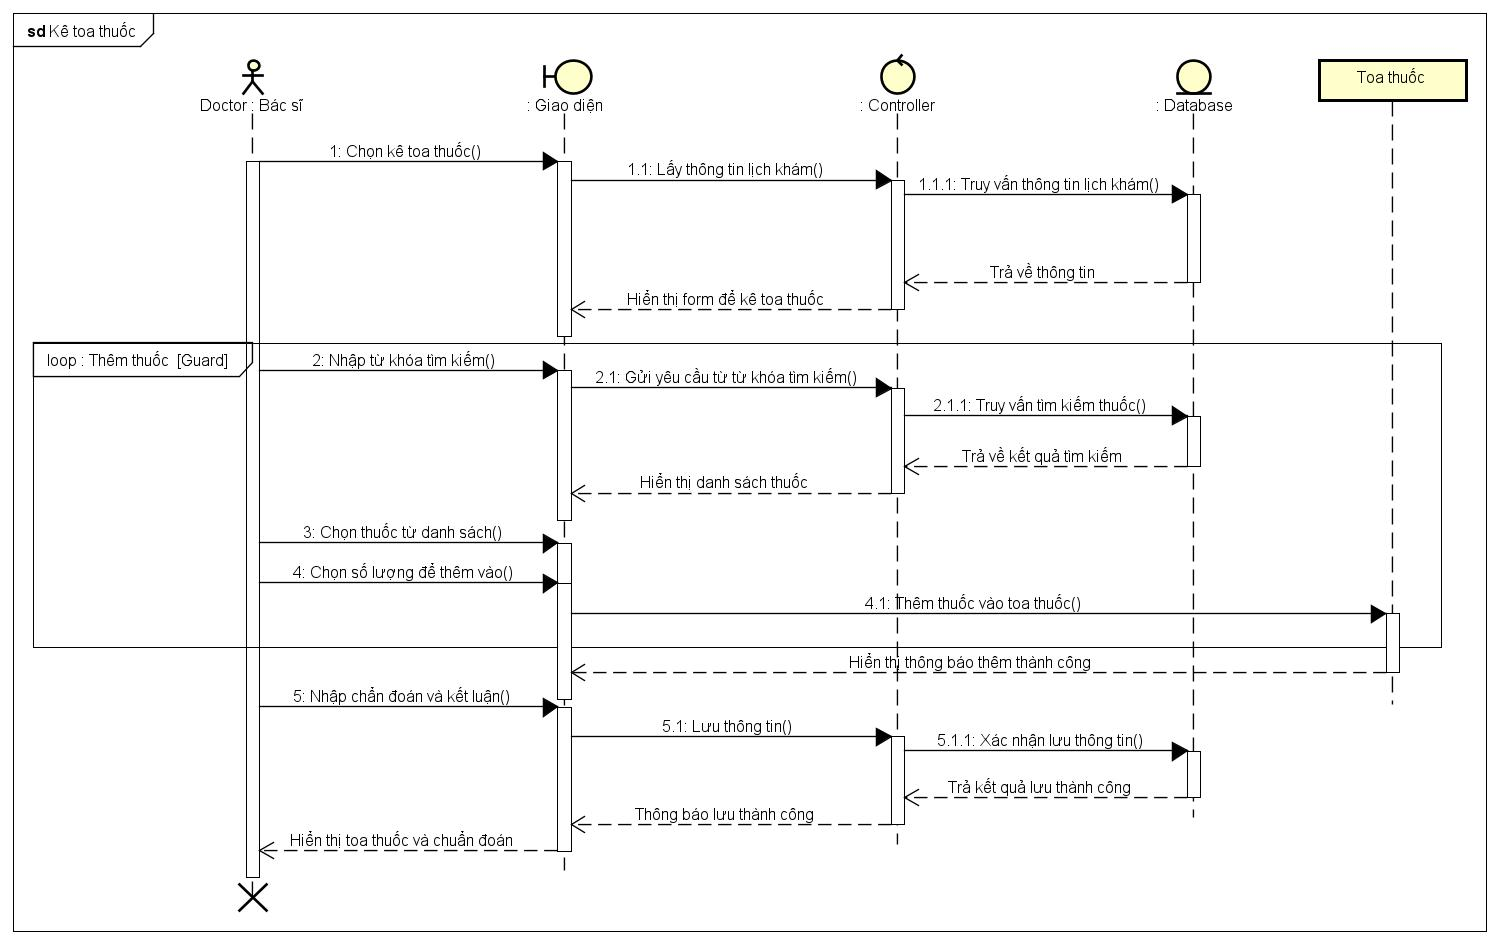 sd Kê toa thuốc
Doctor : Bác sĩ
: Giao diện
: Controller
: Database
Toa thuốc
1: Chọn kê toa thuốc()
1.1: Lấy thông tin lịch khám()
1.1.1: Truy vấn thông tin lịch khám()
Trả về thông tin
Hiển thị form để kê toa thuốc
loop : Thêm thuốc [Guard]
2: Nhập từ khóa tìm kiếm()
2.1: Gửi yêu cầu từ từ khóa tìm kiếm()
2.1.1: Truy vấn tìm kiếm thuốc()
Trả về kết quả tìm kiếm
Hiển thị danh sách thuốc
3: Chọn thuốc từ danh sách()
4: Chọn số lượng để thêm vào()
4.1: Thêm thuốc vào toa thuốc()
Hiển thị thông báo thêm thành công
5: Nhập chẩn đoán và kết luận()
5.1: Lưu thông tin()
5.1.1: Xác nhận lưu thông tin()
Trả kết quả lưu thành công
Thông báo lưu thành công
Hiển thị toa thuốc và chuẩn đoán